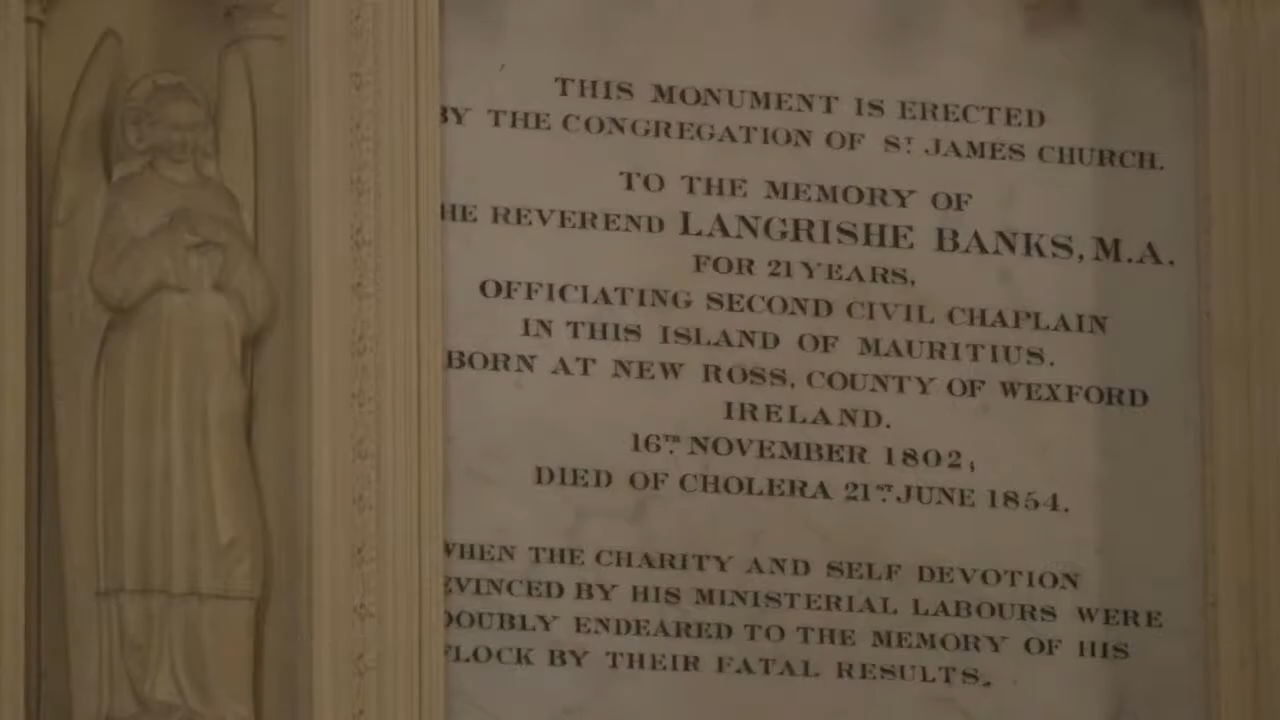 THIS MONUMENT IS ERECTED
BY THE CONGREGATION OF ST JAMES CHURCH.
TO THE MEMORY OF
HE REVEREND LANGRISHE BANKS, M.A.
FOR 21 YEARS,
OFFICIATING SECOND CIVIL CHAPLAIN
IN THIS ISLAND OF MAURITIUS.
BORN AT NEW ROSS, COUNTY OF WEXFORD
IRELAND.
16TH NOVEMBER 1802;
DIED OF CHOLERA 21ST JUNE 1854.
WHEN THE CHARITY AND SELF DEVOTION
EVINCED BY HIS MINISTERIAL LABOURS WERE
DOUBLY ENDEARED TO THE MEMORY OF HIS
FLOCK BY THEIR FATAL RESULTS.